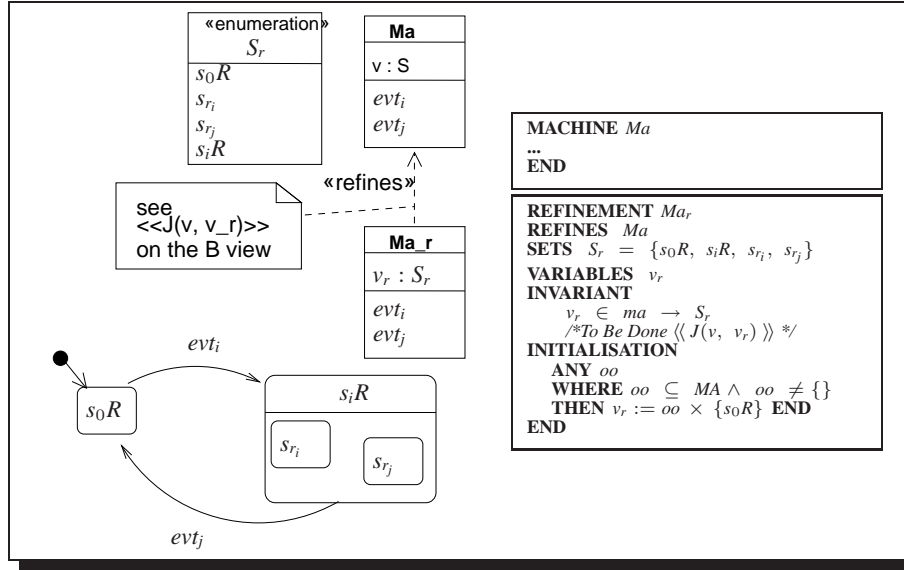 «enumeration»
S_r
s_0R
s_{r_i}
s_{r_j}
s_iR
Ma
v : S
evt_i
evt_j
«refines»
see
<<J(v, v_r)>>
on the B view
Ma_r
v_r : S_r
evt_i
evt_j
evt_i
s_0R
s_iR
s_{r_i}
s_{r_j}
evt_j
MACHINE Ma
...
END
REFINEMENT Ma_r
REFINES Ma
SETS S_r = {s_0R, s_iR, s_{r_i}, s_{r_j}}
VARIABLES v_r
INVARIANT
v_r ∈ ma → S_r
/*To Be Done ⟨⟨ J(v, v_r) ⟩⟩ */
INITIALISATION
ANY oo
WHERE oo ⊆ MA ∧ oo ≠ {}
THEN v_r := oo × {s_0R} END
END